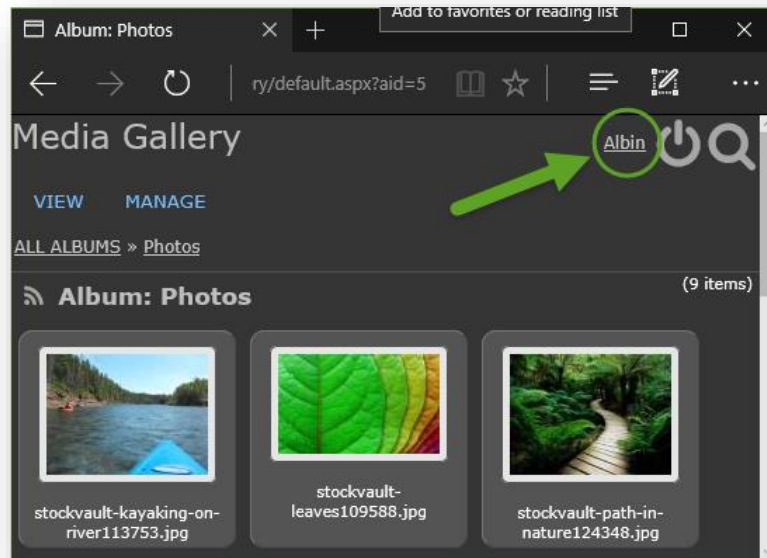 Add to favorites or reading list
Album: Photos
ry/default.aspx?aid=5
Media Gallery
Albin
VIEW MANAGE
ALL ALBUMS » Photos
(9 items)
Album: Photos
stockvault-kayaking-on-
river113753.jpg
stockvault-
leaves109588.jpg
stockvault-path-in-
nature124348.jpg